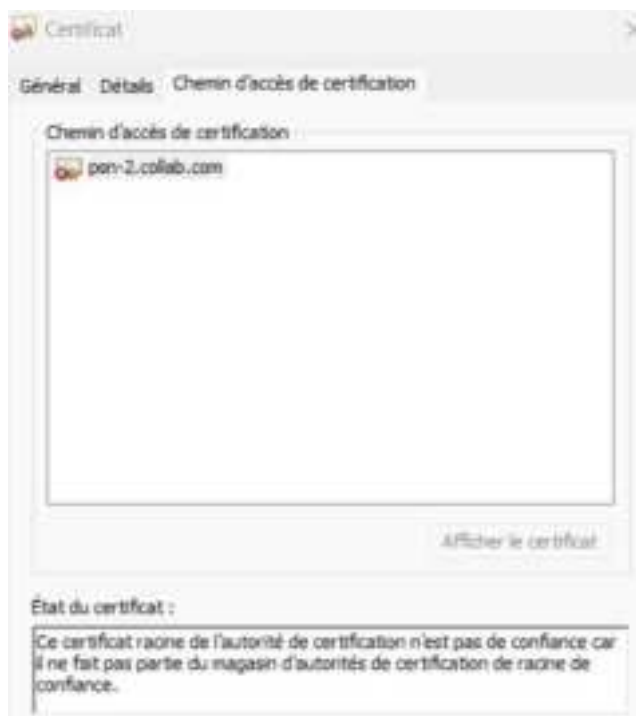 Certificat
Général Détails Chemin d'accès de certification
Chemin d'accès de certification
pon-2.collab.com
Afficher le certificat
État du certificat :
Ce certificat racine de l'autorité de certification n'est pas de confiance car
il ne fait pas partie du magasin d'autorités de certification de racine de
confiance.